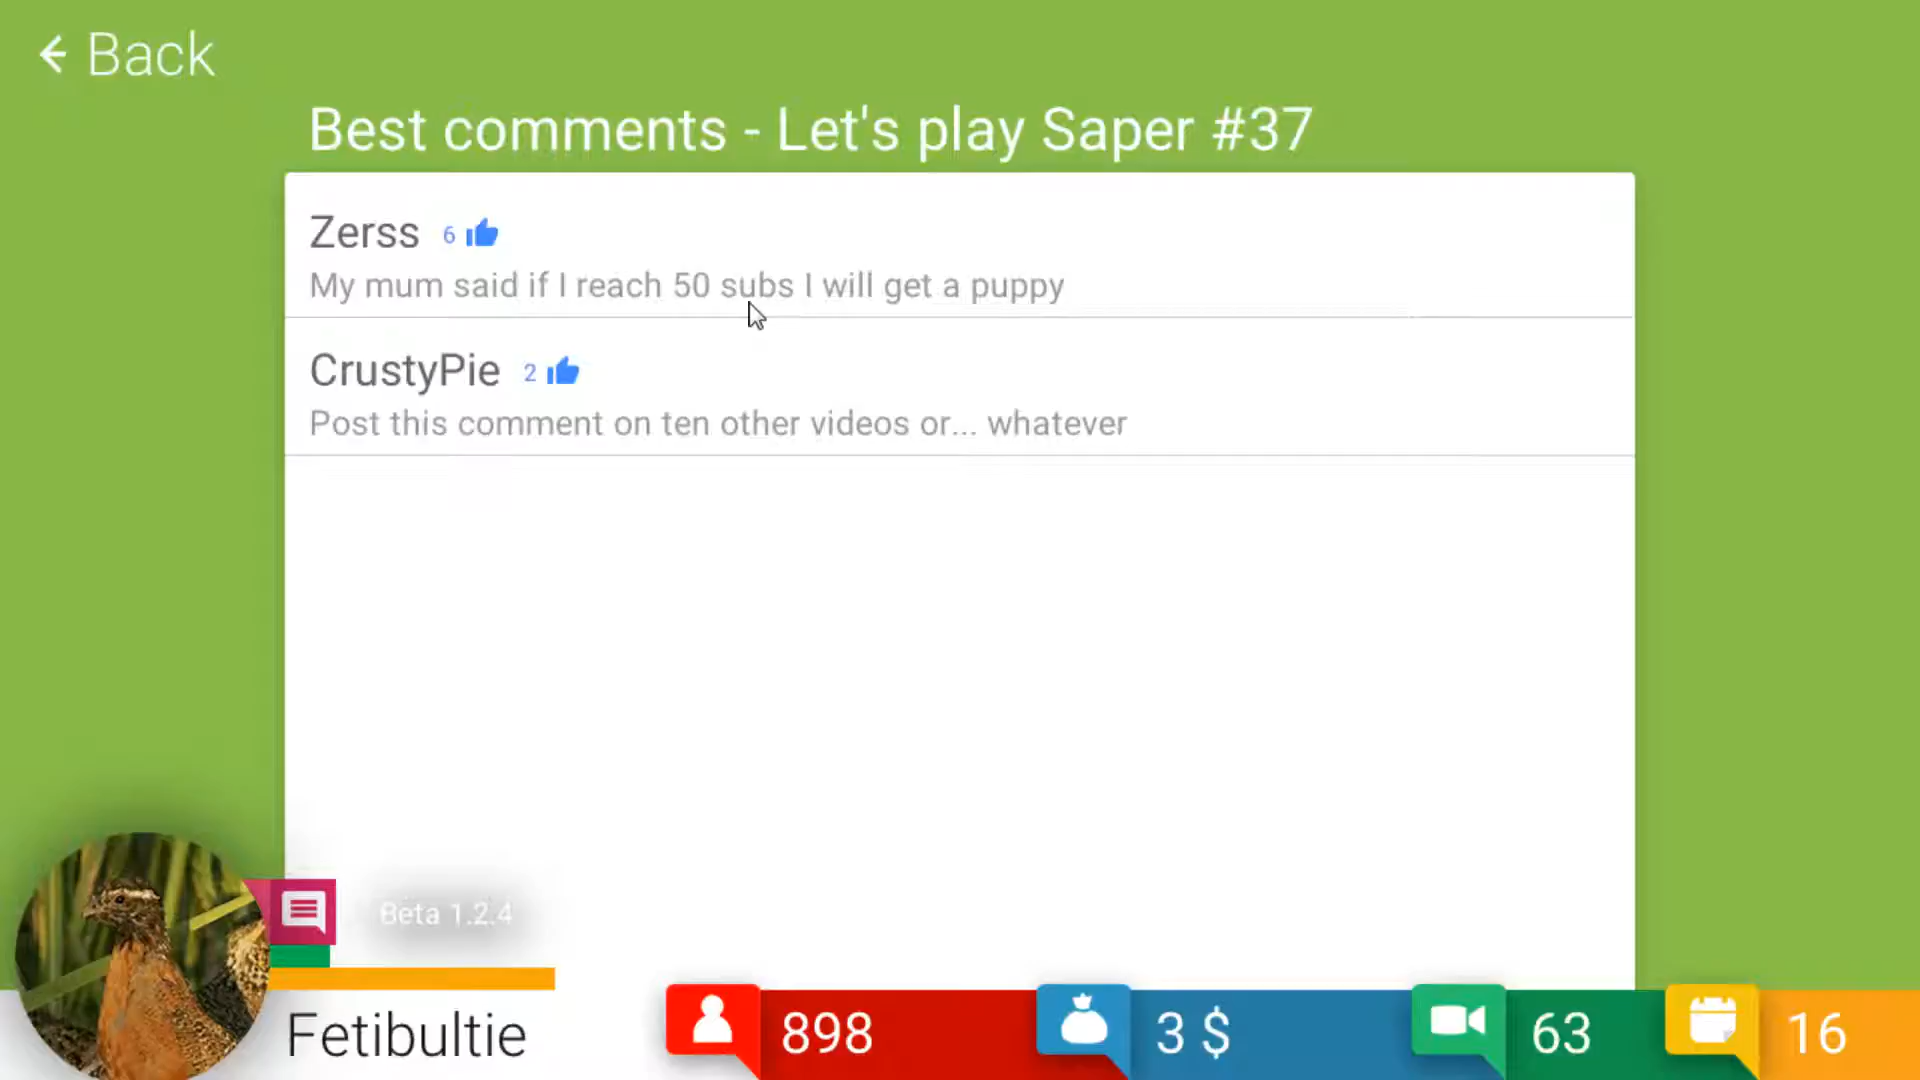 Back
Best comments - Let's play Saper #37
Zerss 6
My mum said if I reach 50 subs I will get a puppy
CrustyPie 2
Post this comment on ten other videos or... whatever
Beta 1.2.4
Fetibultie
898
3 $
63
16